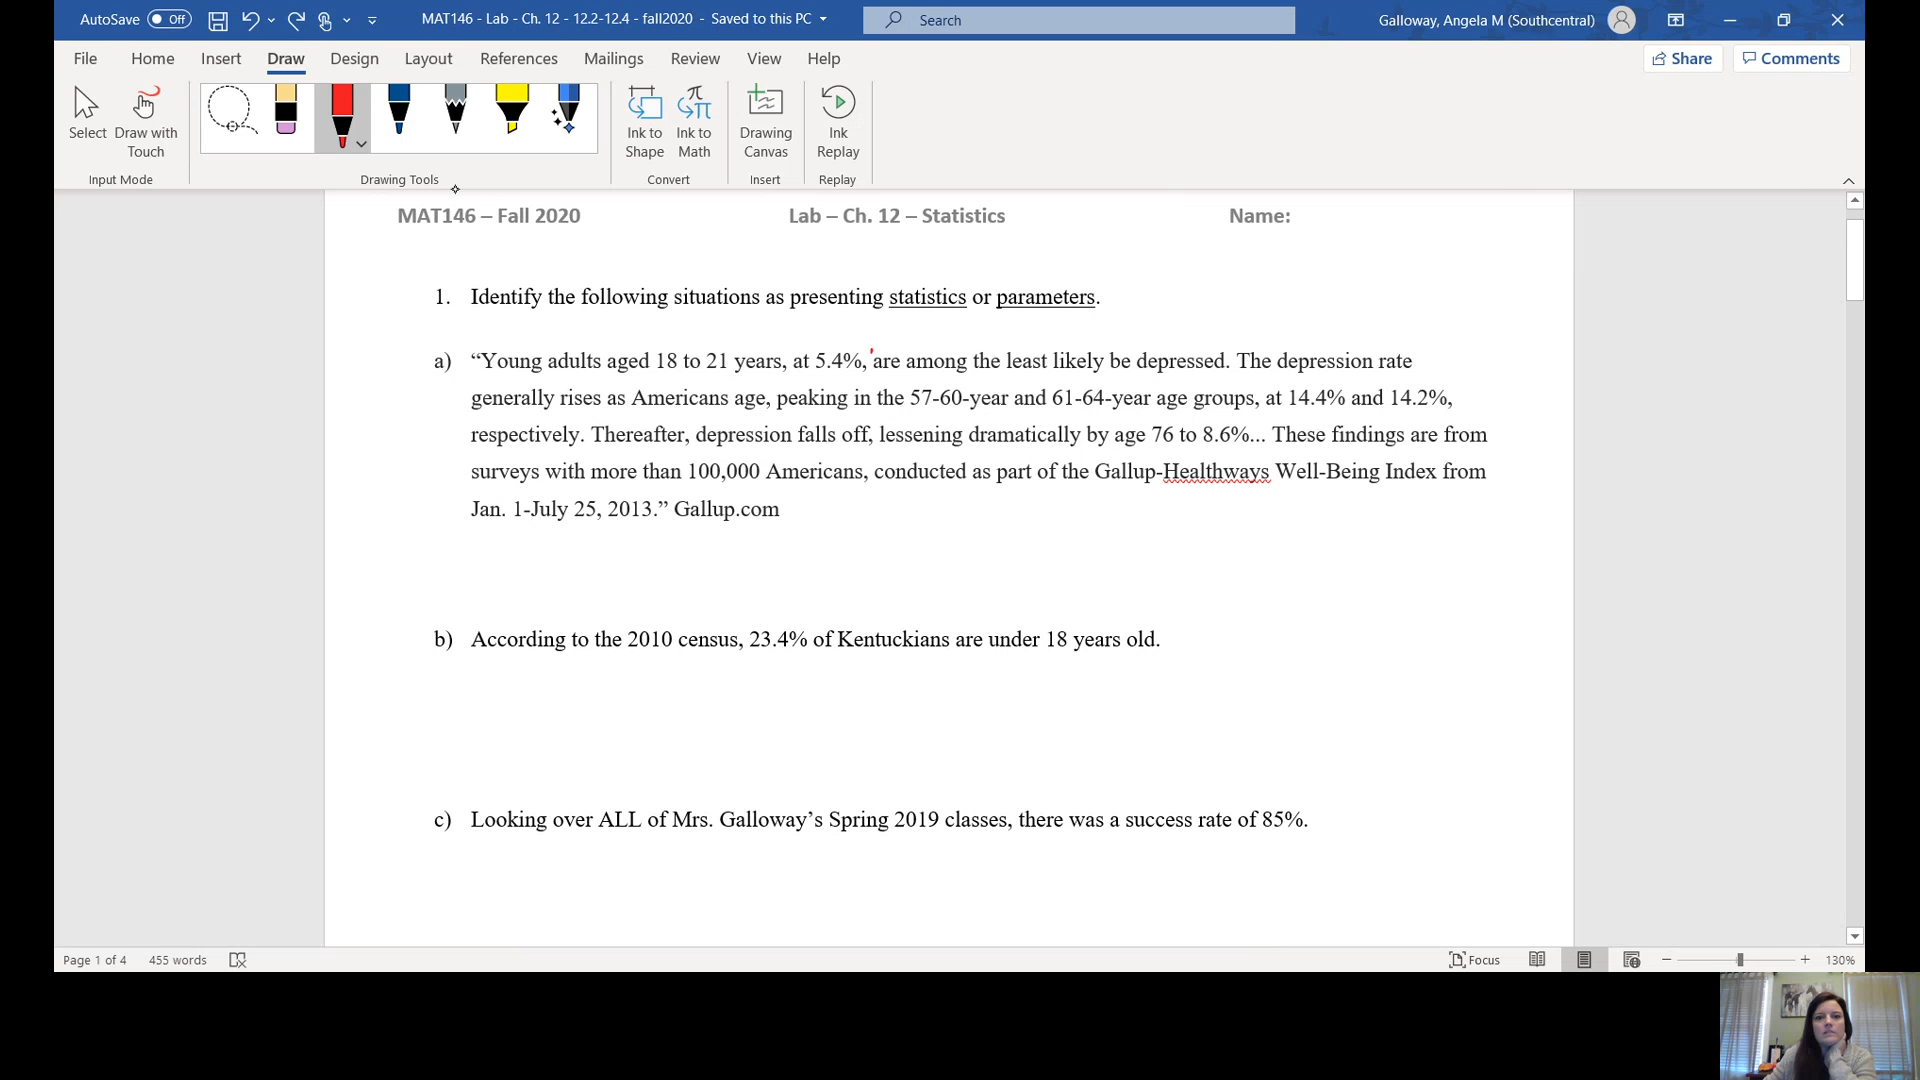 AutoSave Off MAT146 - Lab - Ch. 12 - 12.2-12.4 - fall2020 - Saved to this PC Search Galloway, Angela M (Southcentral)
File Home Insert Draw Design Layout References Mailings Review View Help Share Comments
Select Draw with Touch Ink to Shape Ink to Math Drawing Canvas Ink Replay
Input Mode Drawing Tools Convert Insert Replay
MAT146 – Fall 2020 Lab – Ch. 12 – Statistics Name:
1. Identify the following situations as presenting statistics or parameters.
a) “Young adults aged 18 to 21 years, at 5.4%, are among the least likely be depressed. The depression rate
generally rises as Americans age, peaking in the 57-60-year and 61-64-year age groups, at 14.4% and 14.2%,
respectively. Thereafter, depression falls off, lessening dramatically by age 76 to 8.6%... These findings are from
surveys with more than 100,000 Americans, conducted as part of the Gallup-Healthways Well-Being Index from
Jan. 1-July 25, 2013.” Gallup.com
b) According to the 2010 census, 23.4% of Kentuckians are under 18 years old.
c) Looking over ALL of Mrs. Galloway’s Spring 2019 classes, there was a success rate of 85%.
Page 1 of 4 455 words Focus 130%